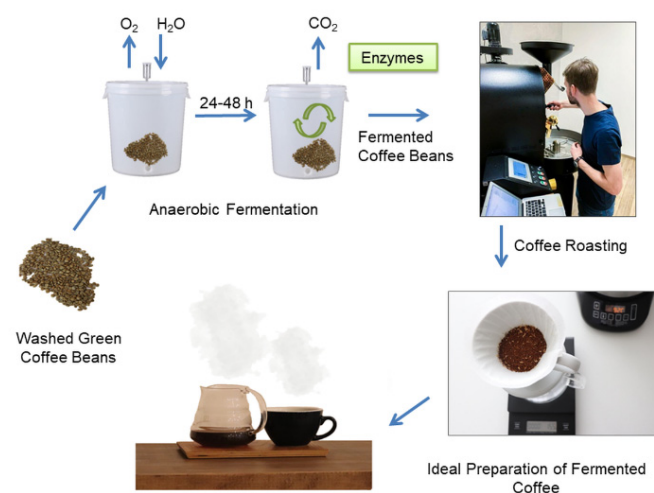 O₂
H₂O
CO₂
Enzymes
24-48 h
Fermented
Coffee Beans
Anaerobic Fermentation
Coffee Roasting
Washed Green
Coffee Beans
Ideal Preparation of Fermented
Coffee